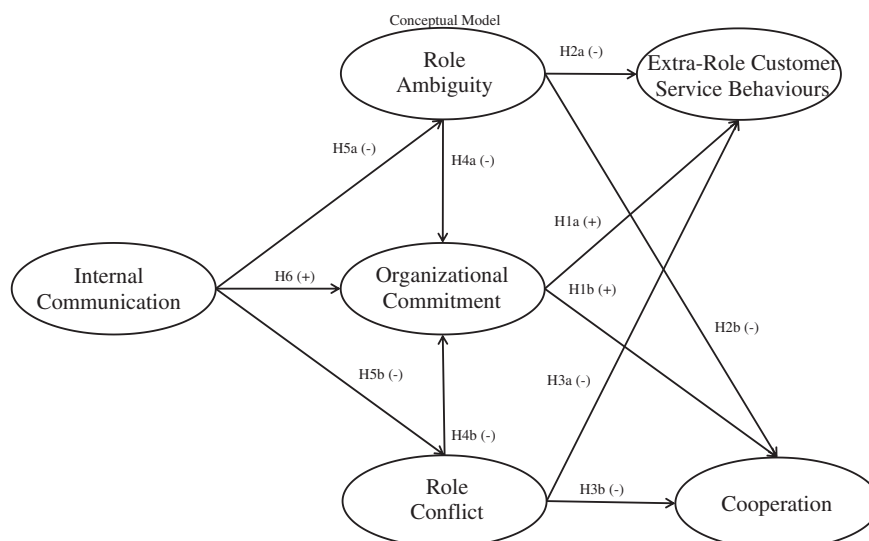 Conceptual Model
Role
Ambiguity
H2a (-)
Extra-Role Customer
Service Behaviours
H5a (-)
H4a (-)
H1a (+)
Internal
Communication
H6 (+)
Organizational
Commitment
H1b (+)
H2b (-)
H5b (-)
H3a (-)
H4b (-)
Role
Conflict
H3b (-)
Cooperation